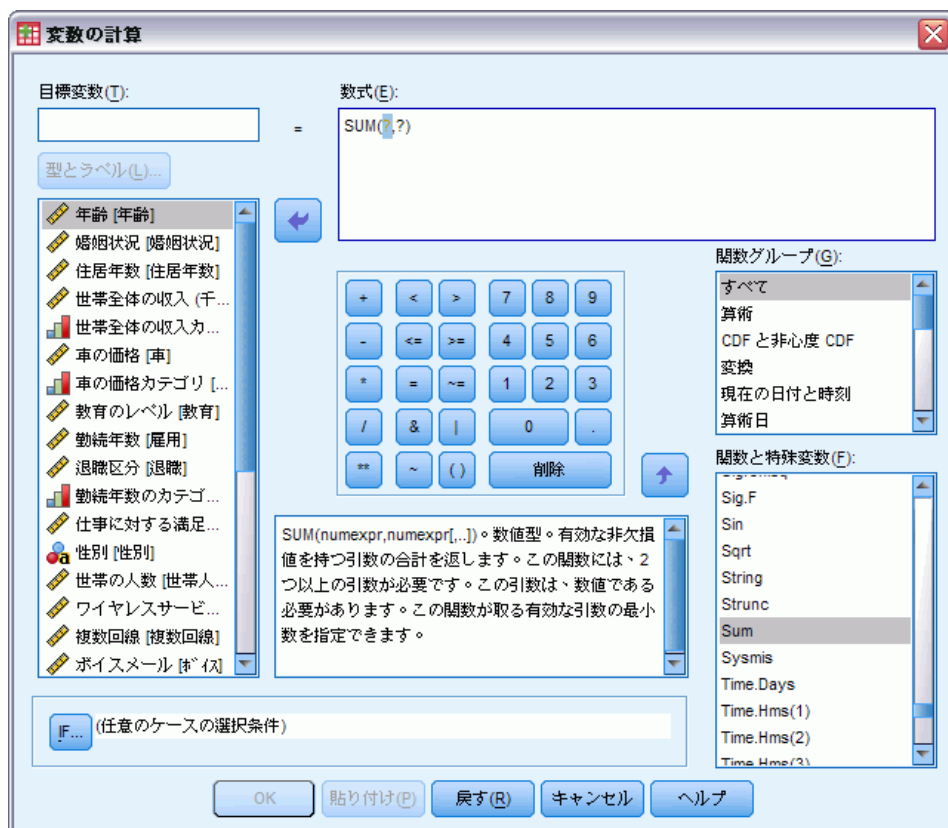 変数の計算
目標変数(T):
=
型とラベル(L)...
数式(E):
SUM(?,?)
年齢 [年齢]
婚姻状況 [婚姻状況]
住居年数 [住居年数]
世帯全体の収入 (千...
世帯全体の収入カ...
車の価格 [車]
車の価格カテゴリ [...
教育のレベル [教育]
勤続年数 [雇用]
退職区分 [退職]
勤続年数のカテゴ...
仕事に対する満足...
性別 [性別]
世帯の人数 [世帯人...
ワイヤレスサービ...
複数回線 [複数回線]
ボイスメール [ボイス]
+ < > 7 8 9
- <= >= 4 5 6
* = ~= 1 2 3
/ & | 0 .
** ~ ( ) 削除
関数グループ(G):
すべて
算術
CDF と非心度 CDF
変換
現在の日付と時刻
算術日
SUM(numexpr,numexpr[,..])。数値型。有効な非欠損
値を持つ引数の合計を返します。この関数には、2
つ以上の引数が必要です。この引数は、数値である
必要があります。この関数が取る有効な引数の最小
数を指定できます。
関数と特殊変数(F):
Sig.F
Sin
Sqrt
String
Strunc
Sum
Sysmis
Time.Days
Time.Hms(1)
Time.Hms(2)
Time.Hms(3)
IF... (任意のケースの選択条件)
OK 貼り付け(P) 戻す(R) キャンセル ヘルプ